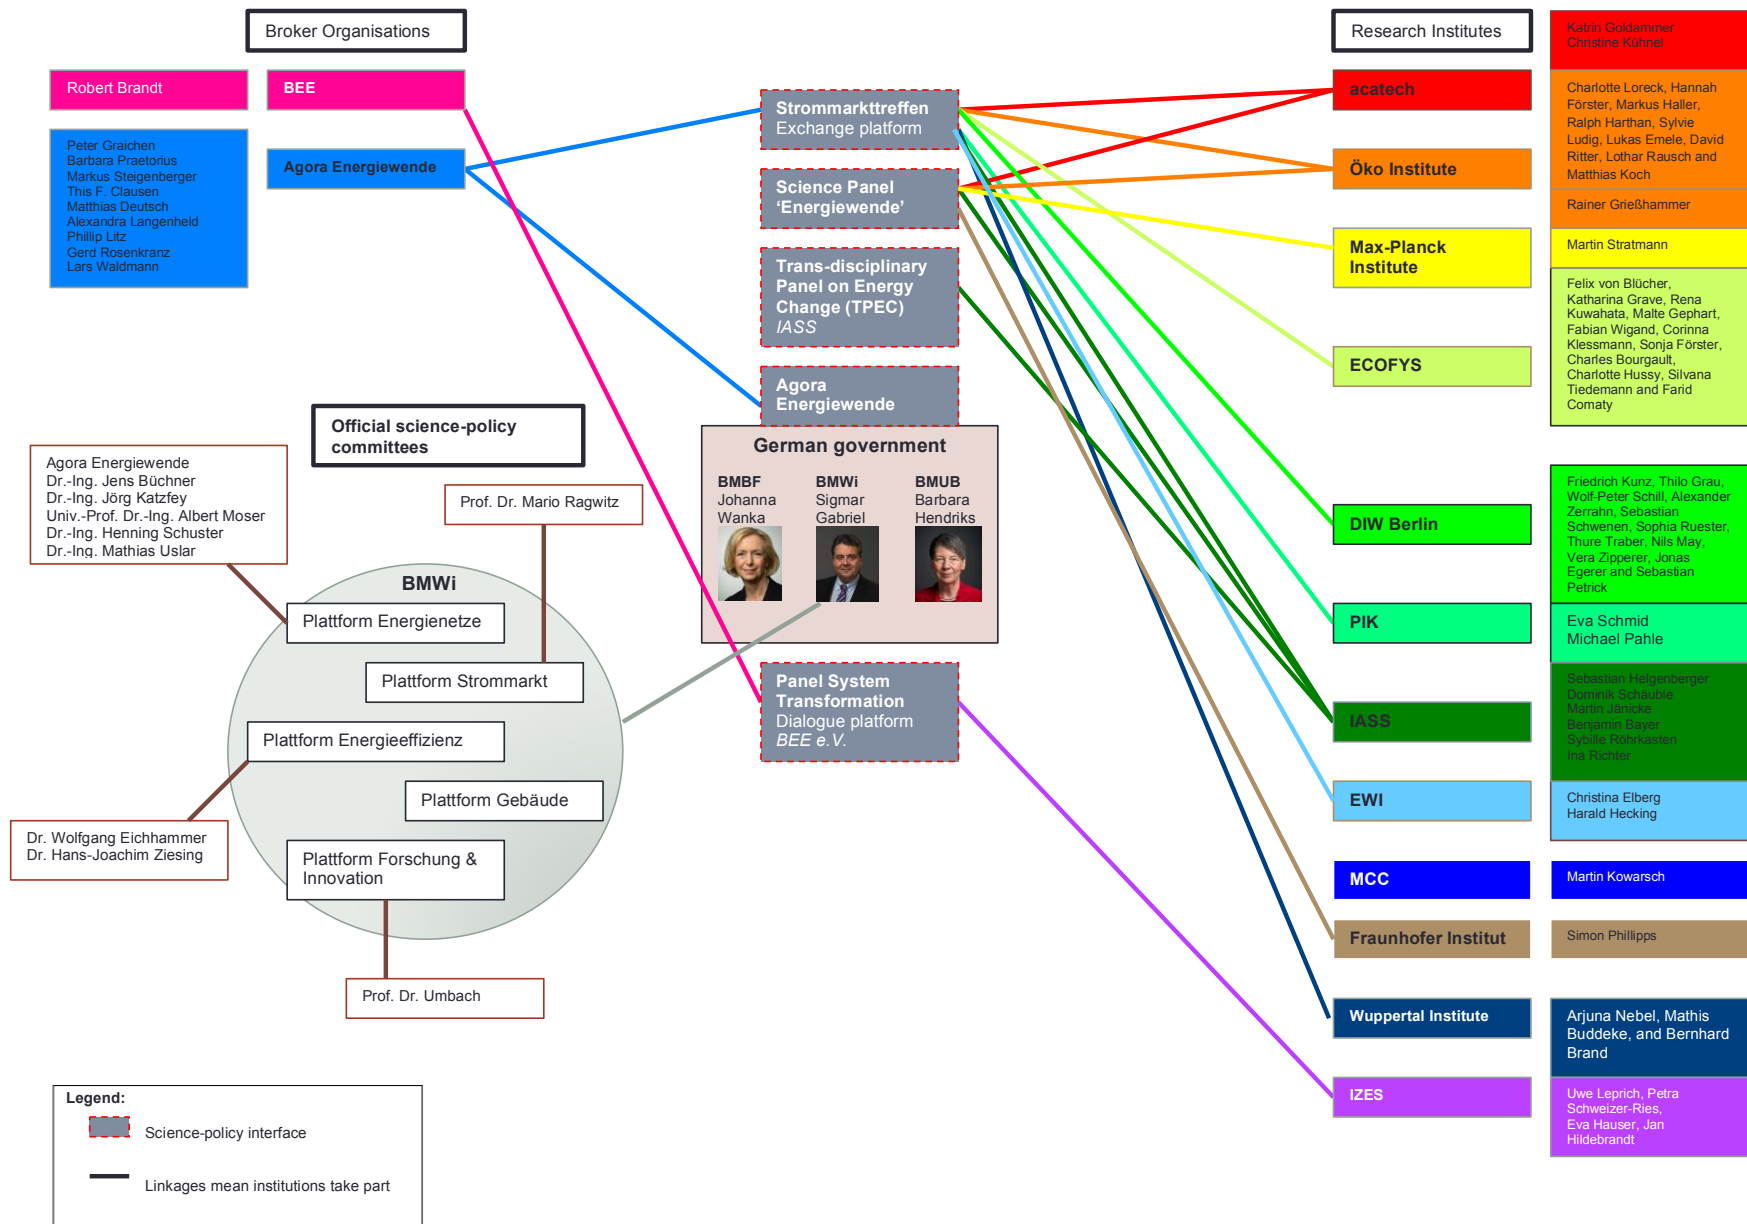 Broker Organisations
Research Institutes
Robert Brandt
BEE
Peter Graichen
Barbara Praetorius
Markus Steigenberger
This F. Clausen
Matthias Deutsch
Alexandra Langenheld
Phillip Litz
Gerd Rosenkranz
Lars Waldmann
Agora Energiewende
Strommarkttreffen
Exchange platform
Science Panel
‘Energiewende’
Trans-disciplinary
Panel on Energy
Change (TPEC)
IASS
Agora
Energiewende
German government
BMBF
Johanna
Wanka
BMWi
Sigmar
Gabriel
BMUB
Barbara
Hendriks
Panel System
Transformation
Dialogue platform
BEE e.V.
Official science-policy
committees
Agora Energiewende
Dr.-Ing. Jens Büchner
Dr.-Ing. Jörg Katzfey
Univ.-Prof. Dr.-Ing. Albert Moser
Dr.-Ing. Henning Schuster
Dr.-Ing. Mathias Uslar
Prof. Dr. Mario Ragwitz
BMWi
Plattform Energienetze
Plattform Strommarkt
Plattform Energieeffizienz
Plattform Gebäude
Plattform Forschung &
Innovation
Dr. Wolfgang Eichhammer
Dr. Hans-Joachim Ziesing
Prof. Dr. Umbach
Legend:
Science-policy interface
Linkages mean institutions take part
acatech
Öko Institute
Max-Planck
Institute
ECOFYS
DIW Berlin
PIK
IASS
EWI
MCC
Fraunhofer Institut
Wuppertal Institute
IZES
Katrin Goldammer
Christine Kühnel
Charlotte Loreck, Hannah
Förster, Markus Haller,
Ralph Harthan, Sylvie
Ludig, Lukas Emele, David
Ritter, Lothar Rausch and
Matthias Koch
Rainer Grießhammer
Martin Stratmann
Felix von Blücher,
Katharina Grave, Rena
Kuwahata, Malte Gephart,
Fabian Wigand, Corinna
Klessmann, Sonja Förster,
Charles Bourgault,
Charlotte Hussy, Silvana
Tiedemann and Farid
Comaty
Friedrich Kunz, Thilo Grau,
Wolf-Peter Schill, Alexander
Zerrahn, Sebastian
Schwenen, Sophia Ruester,
Thure Traber, Nils May,
Vera Zipperer, Jonas
Egerer and Sebastian
Petrick
Eva Schmid
Michael Pahle
Sebastian Helgenberger
Dominik Schäuble
Martin Jänicke
Benjamin Bayer
Sybille Röhrkasten
Ina Richter
Christina Elberg
Harald Hecking
Martin Kowarsch
Simon Phillipps
Arjuna Nebel, Mathis
Buddeke, and Bernhard
Brand
Uwe Leprich, Petra
Schweizer-Ries,
Eva Hauser, Jan
Hildebrandt